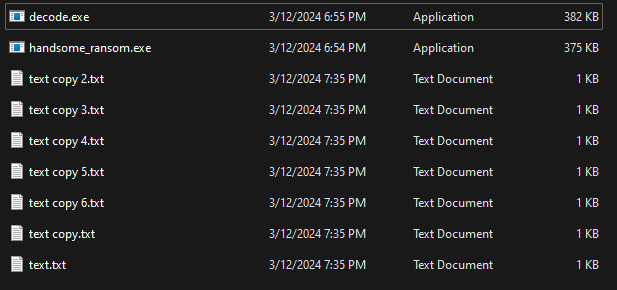 decode.exe 3/12/2024 6:55 PM Application 382 KB
handsome_ransom.exe 3/12/2024 6:54 PM Application 375 KB
text copy 2.txt 3/12/2024 7:35 PM Text Document 1 KB
text copy 3.txt 3/12/2024 7:35 PM Text Document 1 KB
text copy 4.txt 3/12/2024 7:35 PM Text Document 1 KB
text copy 5.txt 3/12/2024 7:35 PM Text Document 1 KB
text copy 6.txt 3/12/2024 7:35 PM Text Document 1 KB
text copy.txt 3/12/2024 7:35 PM Text Document 1 KB
text.txt 3/12/2024 7:35 PM Text Document 1 KB